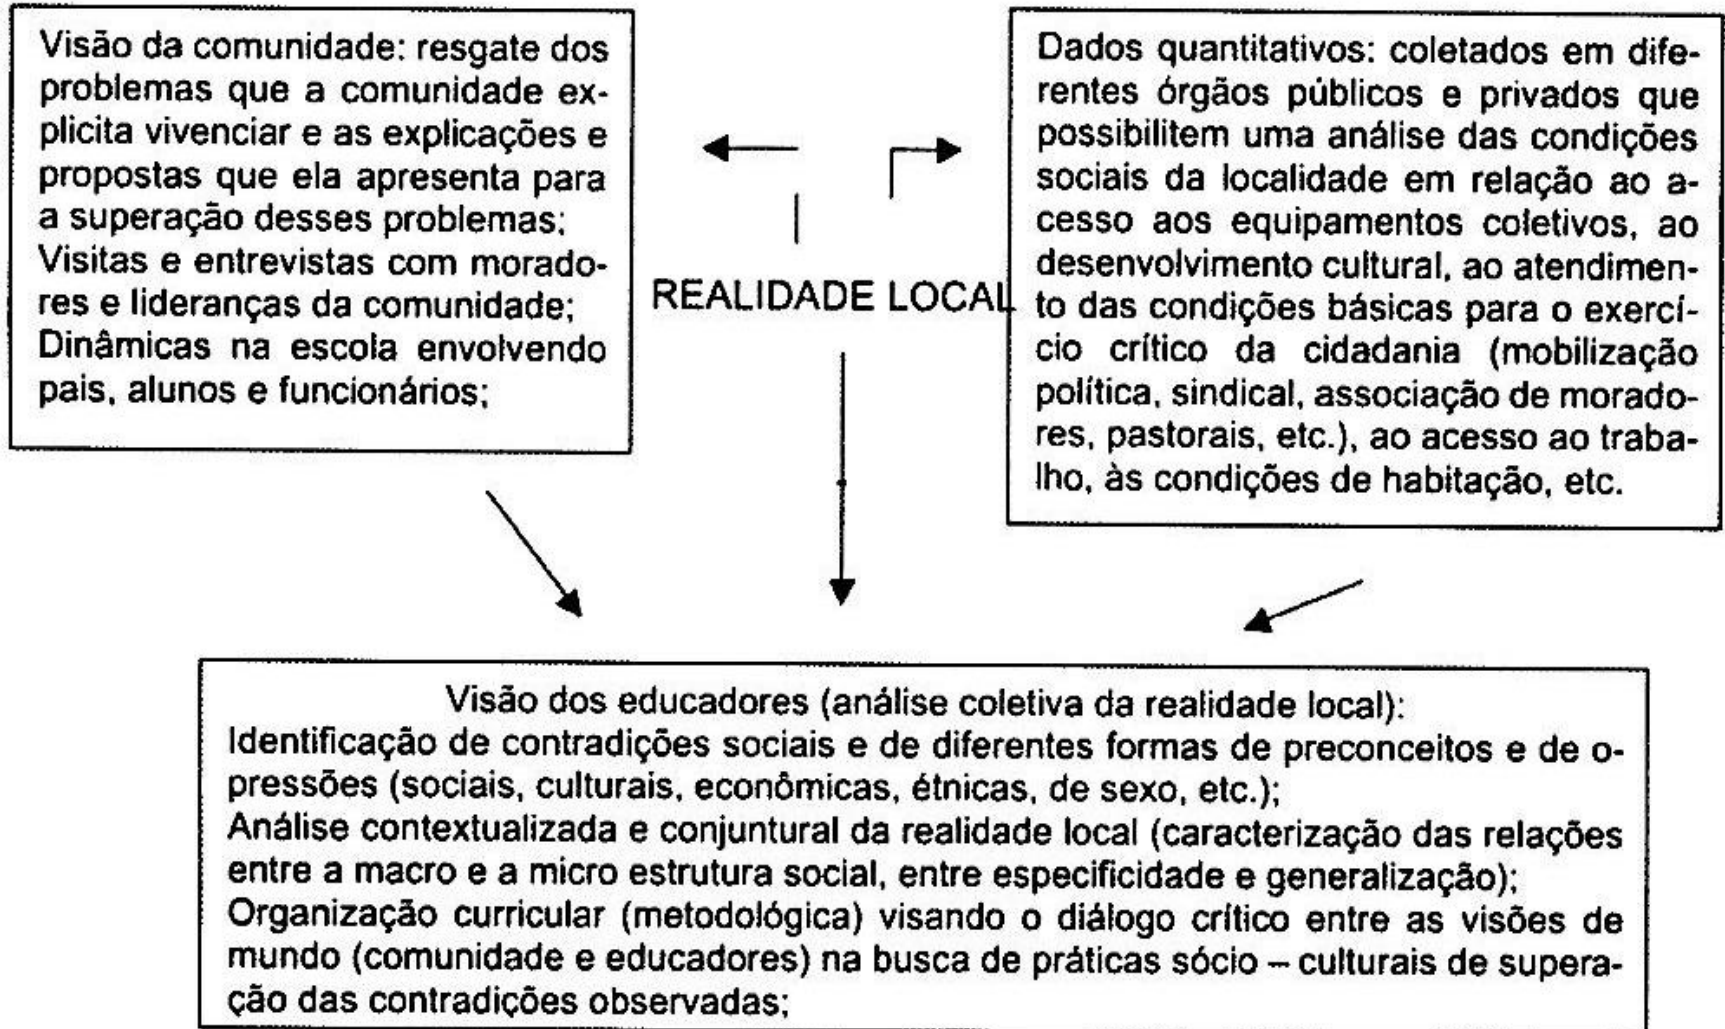 Visão da comunidade: resgate dos
problemas que a comunidade ex-
plicita vivenciar e as explicações e
propostas que ela apresenta para
a superação desses problemas;
Visitas e entrevistas com morado-
res e lideranças da comunidade;
Dinâmicas na escola envolvendo
pais, alunos e funcionários;
REALIDADE LOCAL
Dados quantitativos: coletados em dife-
rentes órgãos públicos e privados que
possibilitem uma análise das condições
sociais da localidade em relação ao a-
cesso aos equipamentos coletivos, ao
desenvolvimento cultural, ao atendimen-
to das condições básicas para o exercí-
cio crítico da cidadania (mobilização
política, sindical, associação de morado-
res, pastorais, etc.), ao acesso ao traba-
lho, às condições de habitação, etc.
Visão dos educadores (análise coletiva da realidade local):
Identificação de contradições sociais e de diferentes formas de preconceitos e de o-
pressões (sociais, culturais, econômicas, étnicas, de sexo, etc.);
Análise contextualizada e conjuntural da realidade local (caracterização das relações
entre a macro e a micro estrutura social, entre especificidade e generalização);
Organização curricular (metodológica) visando o diálogo crítico entre as visões de
mundo (comunidade e educadores) na busca de práticas sócio – culturais de supera-
ção das contradições observadas;